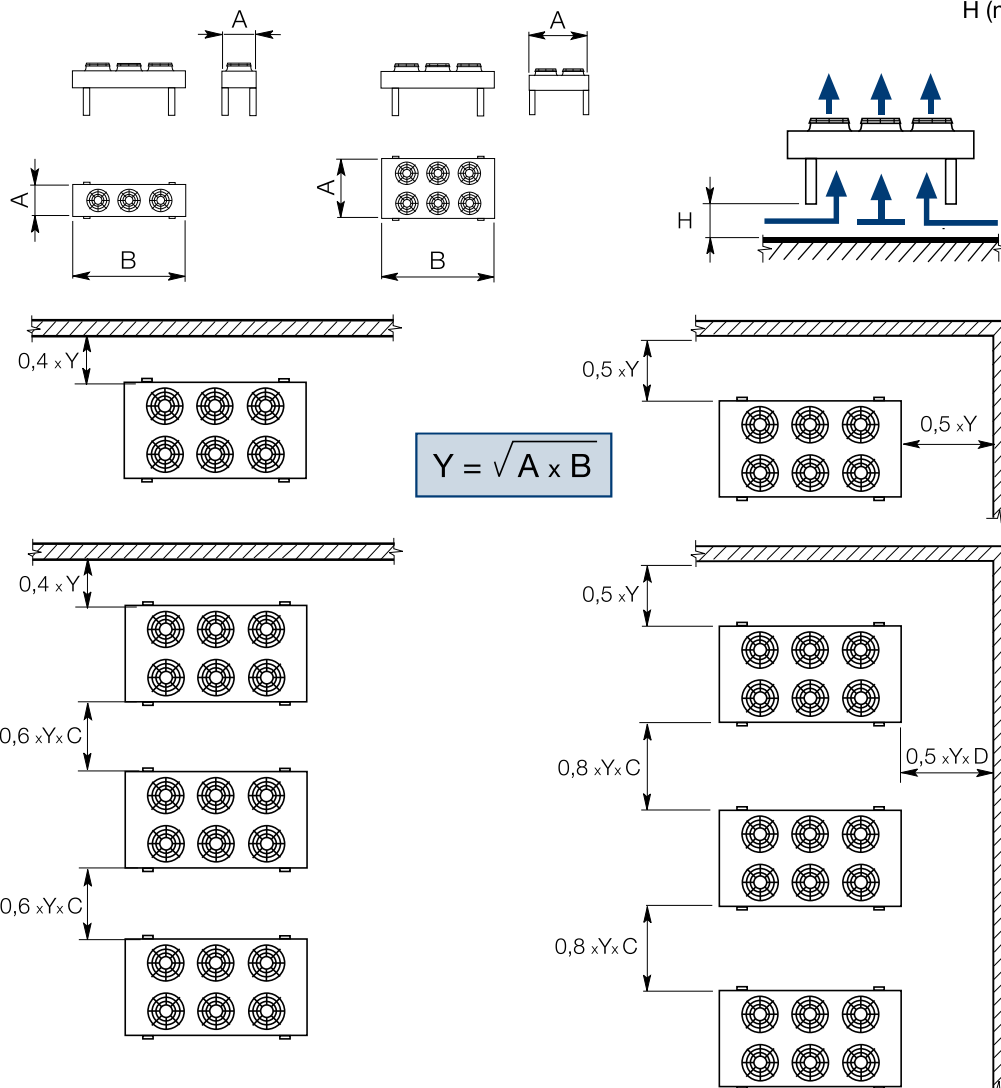 H (m
A
A
A
A
B
B
H
0,4 x Y
0,5 x Y
0,5 x Y
Y = √A x B
0,4 x Y
0,5 x Y
0,6 x Y x C
0,8 x Y x C
0,5 x Y x D
0,6 x Y x C
0,8 x Y x C